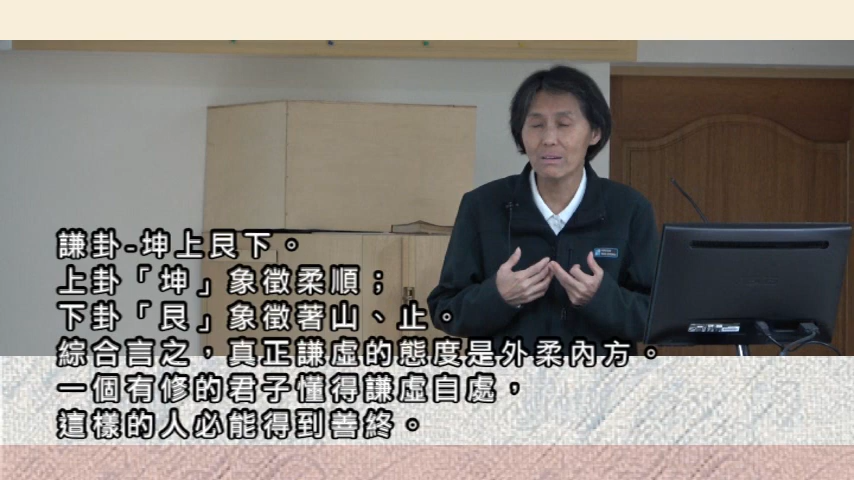 謙卦-坤上艮下。
上卦「坤」象徵柔順；
下卦「艮」象徵著山、止。
綜合言之，真正謙虛的態度是外柔內方。
一個有修的君子懂得謙虛自處，
這樣的人必能得到善終。